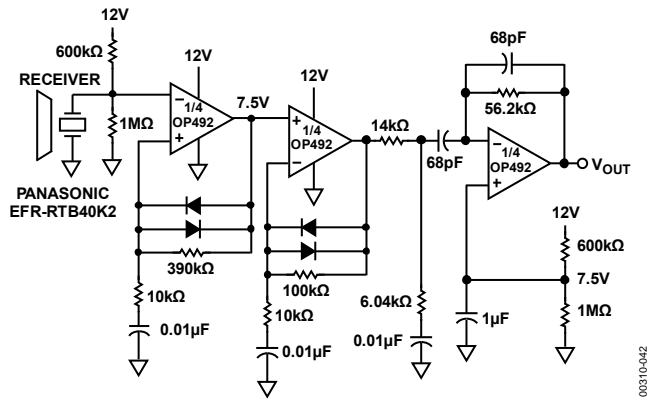 12V
600kΩ
RECEIVER
1MΩ
PANASONIC
EFR-RTB40K2
12V
–
+
1/4
OP492
7.5V
390kΩ
10kΩ
0.01µF
12V
+
–
1/4
OP492
100kΩ
10kΩ
0.01µF
14kΩ
6.04kΩ
0.01µF
68pF
68pF
56.2kΩ
–
+
1/4
OP492
VOUT
12V
600kΩ
7.5V
1MΩ
1µF
00310-042